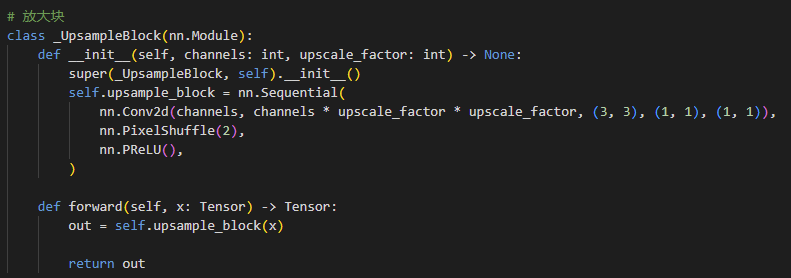 # 放大块
class _UpsampleBlock(nn.Module):
    def __init__(self, channels: int, upscale_factor: int) -> None:
        super(_UpsampleBlock, self).__init__()
        self.upsample_block = nn.Sequential(
            nn.Conv2d(channels, channels * upscale_factor * upscale_factor, (3, 3), (1, 1), (1, 1)),
            nn.PixelShuffle(2),
            nn.PReLU(),
        )
    def forward(self, x: Tensor) -> Tensor:
        out = self.upsample_block(x)
        return out